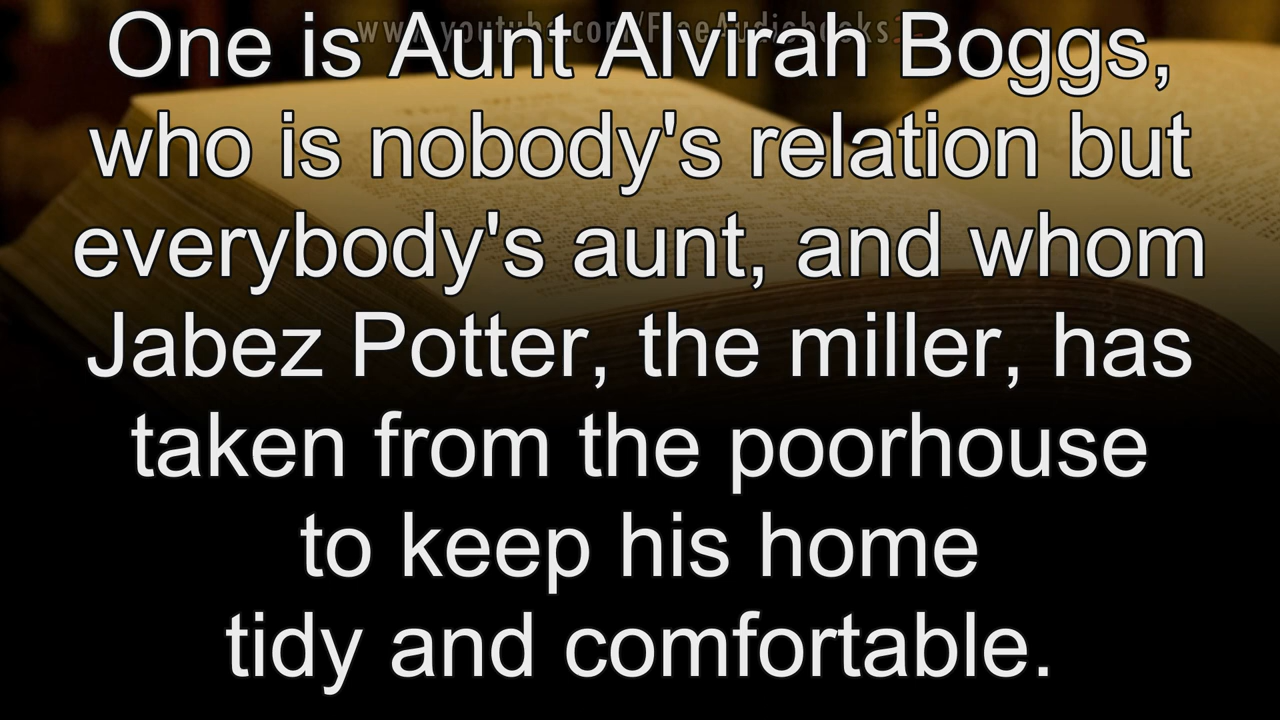 www.youtube.com/FreeAudiobooks
One is Aunt Alvirah Boggs,
who is nobody's relation but
everybody's aunt, and whom
Jabez Potter, the miller, has
taken from the poorhouse
to keep his home
tidy and comfortable.